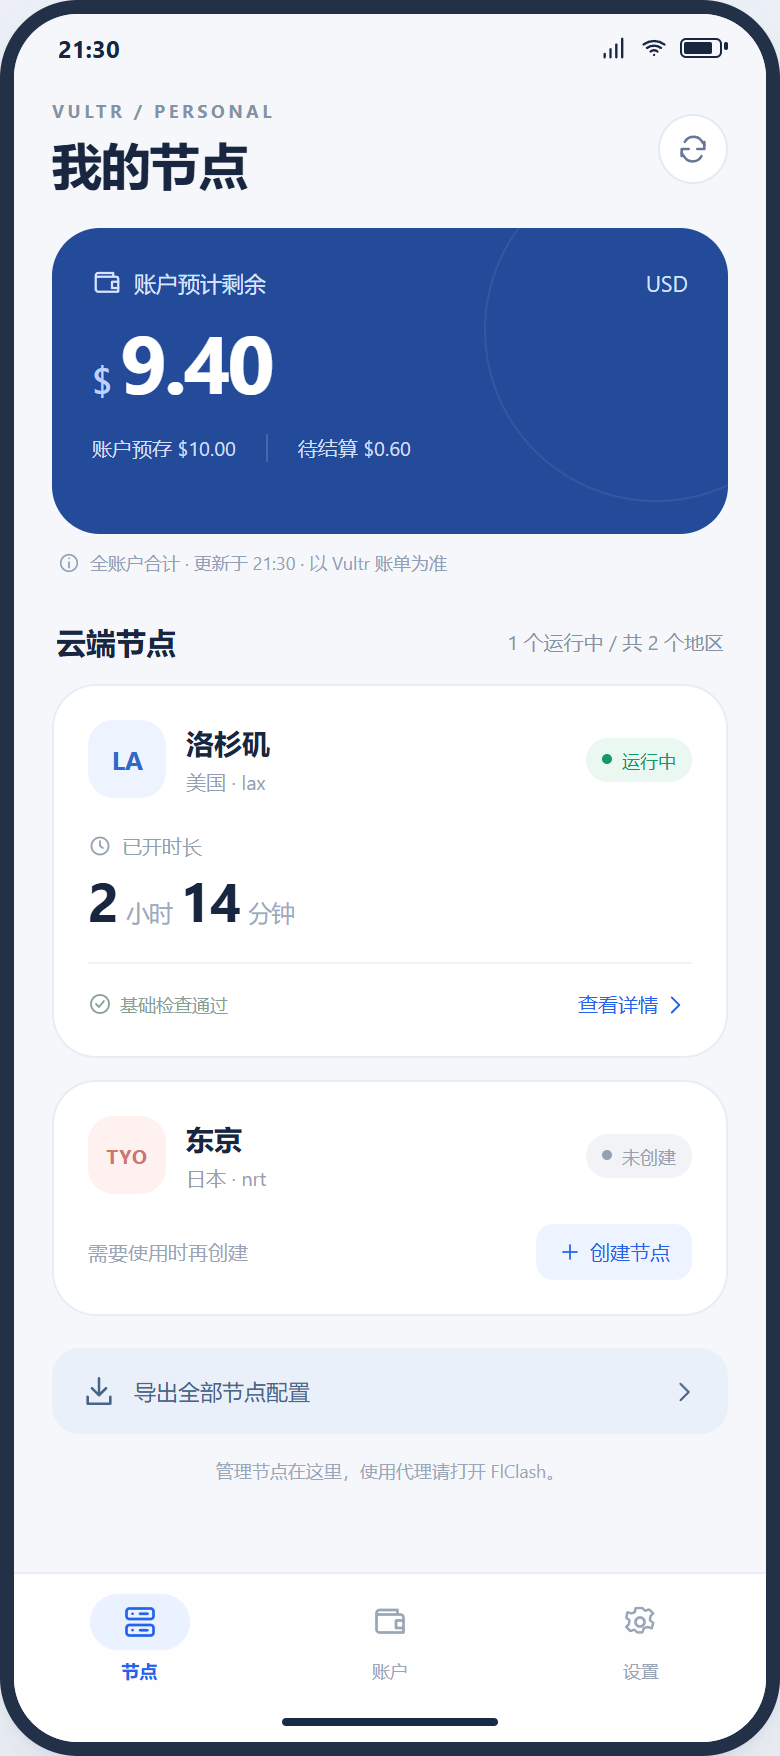 21:30
VULTR / PERSONAL
我的节点
账户预计剩余 USD
$ 9.40
账户预存 $10.00 待结算 $0.60
全账户合计 · 更新于 21:30 · 以 Vultr 账单为准
云端节点 1 个运行中 / 共 2 个地区
LA 洛杉矶 运行中
美国 · lax
已开时长
2 小时 14 分钟
基础检查通过 查看详情
TYO 东京 未创建
日本 · nrt
需要使用时再创建 + 创建节点
导出全部节点配置
管理节点在这里，使用代理请打开 FlClash。
节点 账户 设置